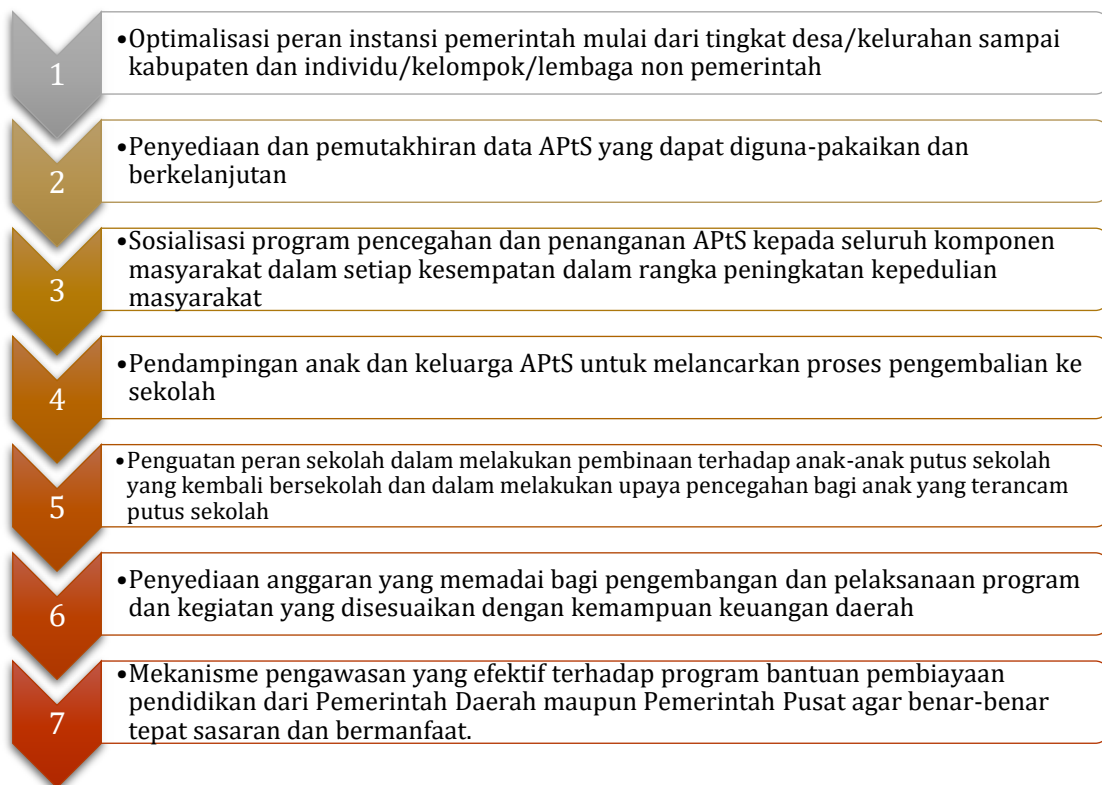 1
•Optimalisasi peran instansi pemerintah mulai dari tingkat desa/kelurahan sampai
kabupaten dan individu/kelompok/lembaga non pemerintah
2
•Penyediaan dan pemutakhiran data APtS yang dapat diguna-pakaikan dan
berkelanjutan
3
•Sosialisasi program pencegahan dan penanganan APtS kepada seluruh komponen
masyarakat dalam setiap kesempatan dalam rangka peningkatan kepedulian
masyarakat
4
•Pendampingan anak dan keluarga APtS untuk melancarkan proses pengembalian ke
sekolah
5
•Penguatan peran sekolah dalam melakukan pembinaan terhadap anak-anak putus sekolah
yang kembali bersekolah dan dalam melakukan upaya pencegahan bagi anak yang terancam
putus sekolah
6
•Penyediaan anggaran yang memadai bagi pengembangan dan pelaksanaan program
dan kegiatan yang disesuaikan dengan kemampuan keuangan daerah
7
•Mekanisme pengawasan yang efektif terhadap program bantuan pembiayaan
pendidikan dari Pemerintah Daerah maupun Pemerintah Pusat agar benar-benar
tepat sasaran dan bermanfaat.